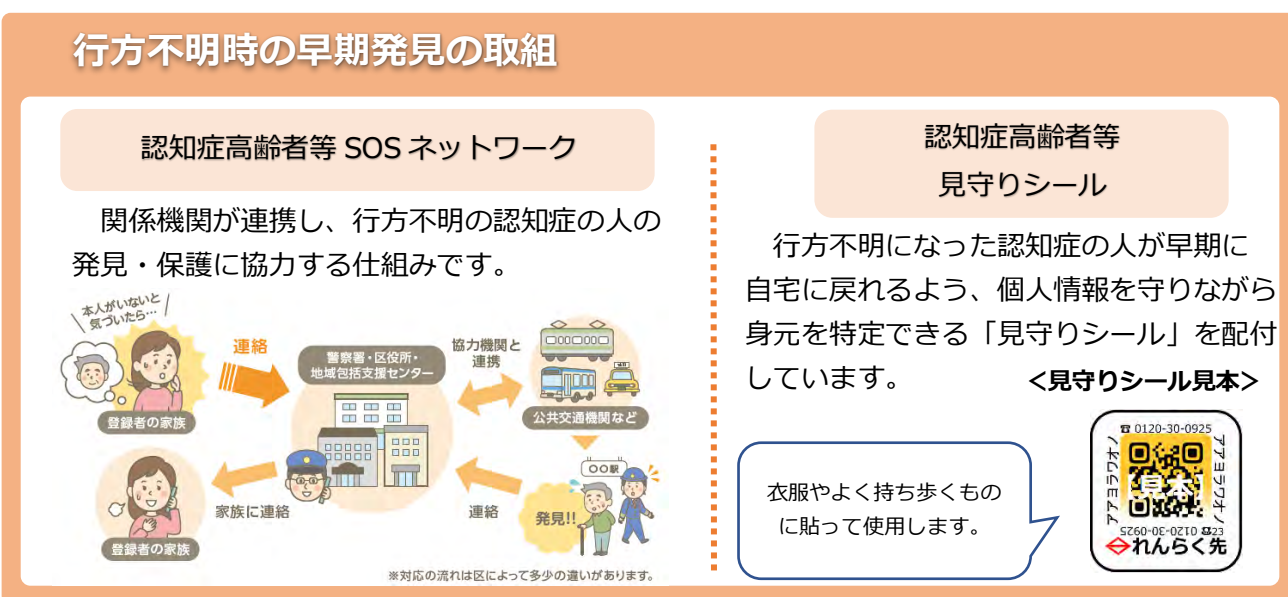 行方不明時の早期発見の取組
認知症高齢者等 SOS ネットワーク
関係機関が連携し、行方不明の認知症の人の
発見・保護に協力する仕組みです。
本人がいないと
気づいたら…
連絡
登録者の家族
警察署・区役所・
地域包括支援センター
協力機関と
連携
公共交通機関など
○○駅
発見!!
連絡
家族に連絡
登録者の家族
※対応の流れは区によって多少の違いがあります。
認知症高齢者等
見守りシール
行方不明になった認知症の人が早期に
自宅に戻れるよう、個人情報を守りながら
身元を特定できる「見守りシール」を配付
しています。
<見守りシール見本>
衣服やよく持ち歩くもの
に貼って使用します。
☎ 0120-30-0925
アアヨラワオノ
見本
アアヨラワオノ
☎ 0120-30-0925
れんらく先